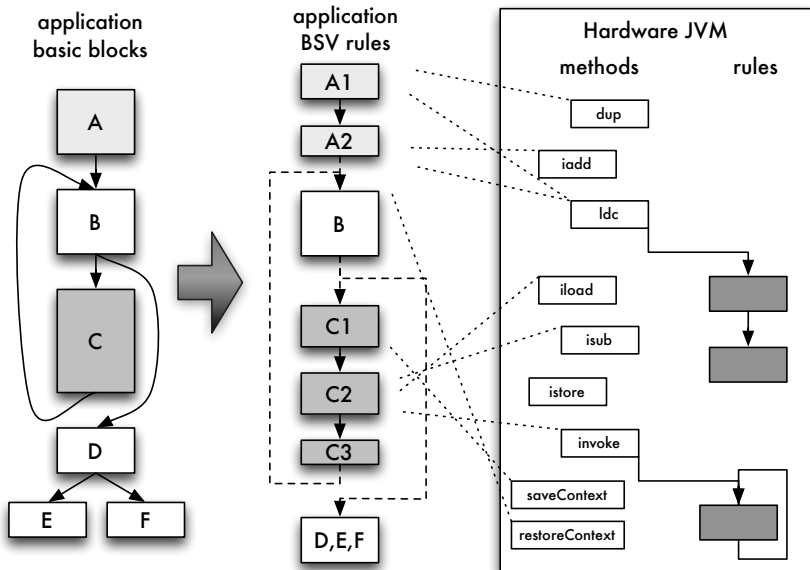 application
basic blocks
A
B
C
D
E
F
application
BSV rules
A1
A2
B
C1
C2
C3
D,E,F
Hardware JVM
methods
rules
dup
iadd
ldc
iload
isub
istore
invoke
saveContext
restoreContext